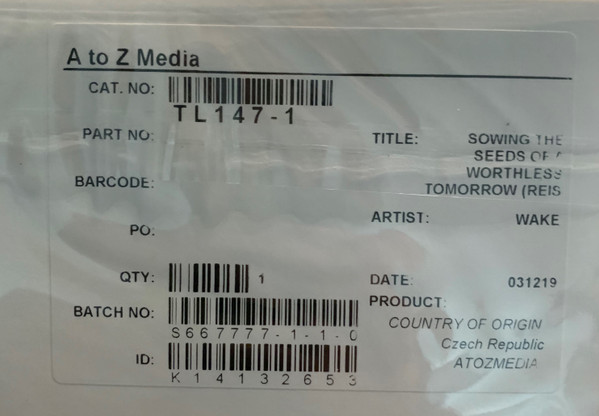 A to Z Media
CAT. NO:
TL147-1
PART NO:
TITLE: SOWING THE
SEEDS OF A
WORTHLESS
BARCODE:
TOMORROW (REIS
ARTIST: WAKE
PO:
QTY: 1
DATE: 031219
BATCH NO:
PRODUCT:
S667777-1-1-0
COUNTRY OF ORIGIN
Czech Republic
ID:
ATOZMEDIA
K14132653